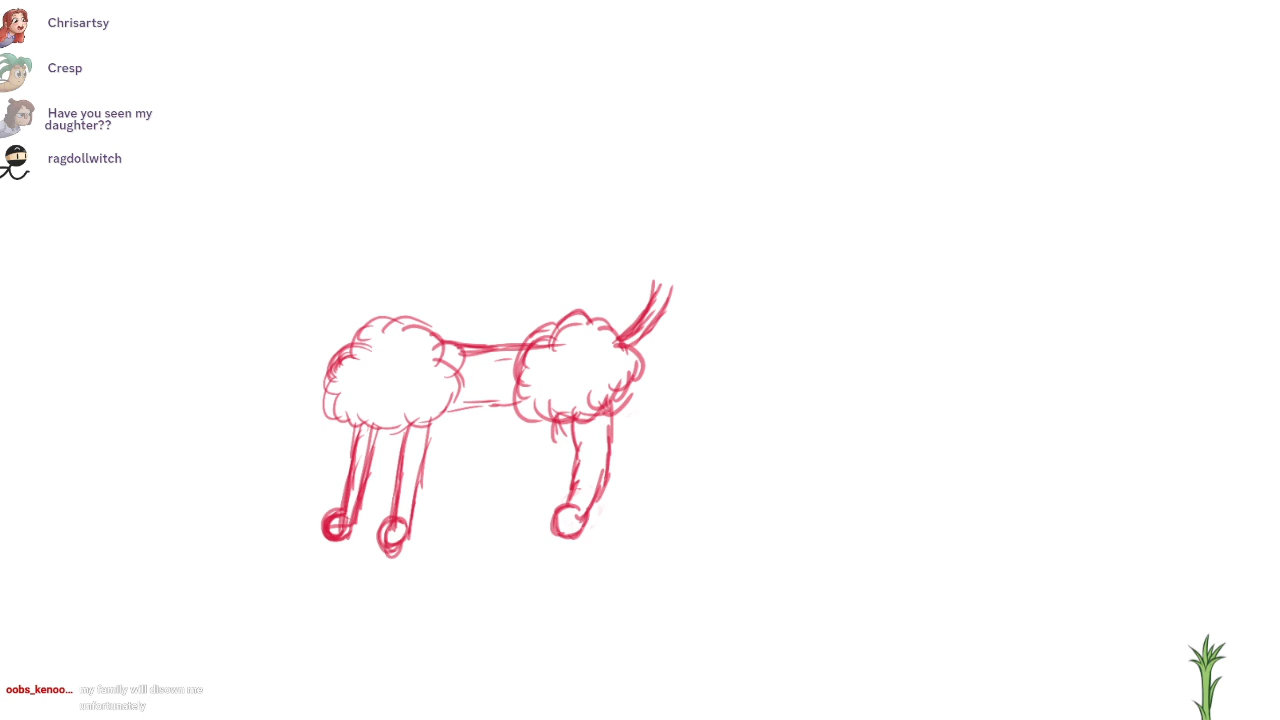 Chrisartsy
Cresp
Have you seen my
daughter??
ragdollwitch
oobs_kenoo... my family will disown me
unfortunately